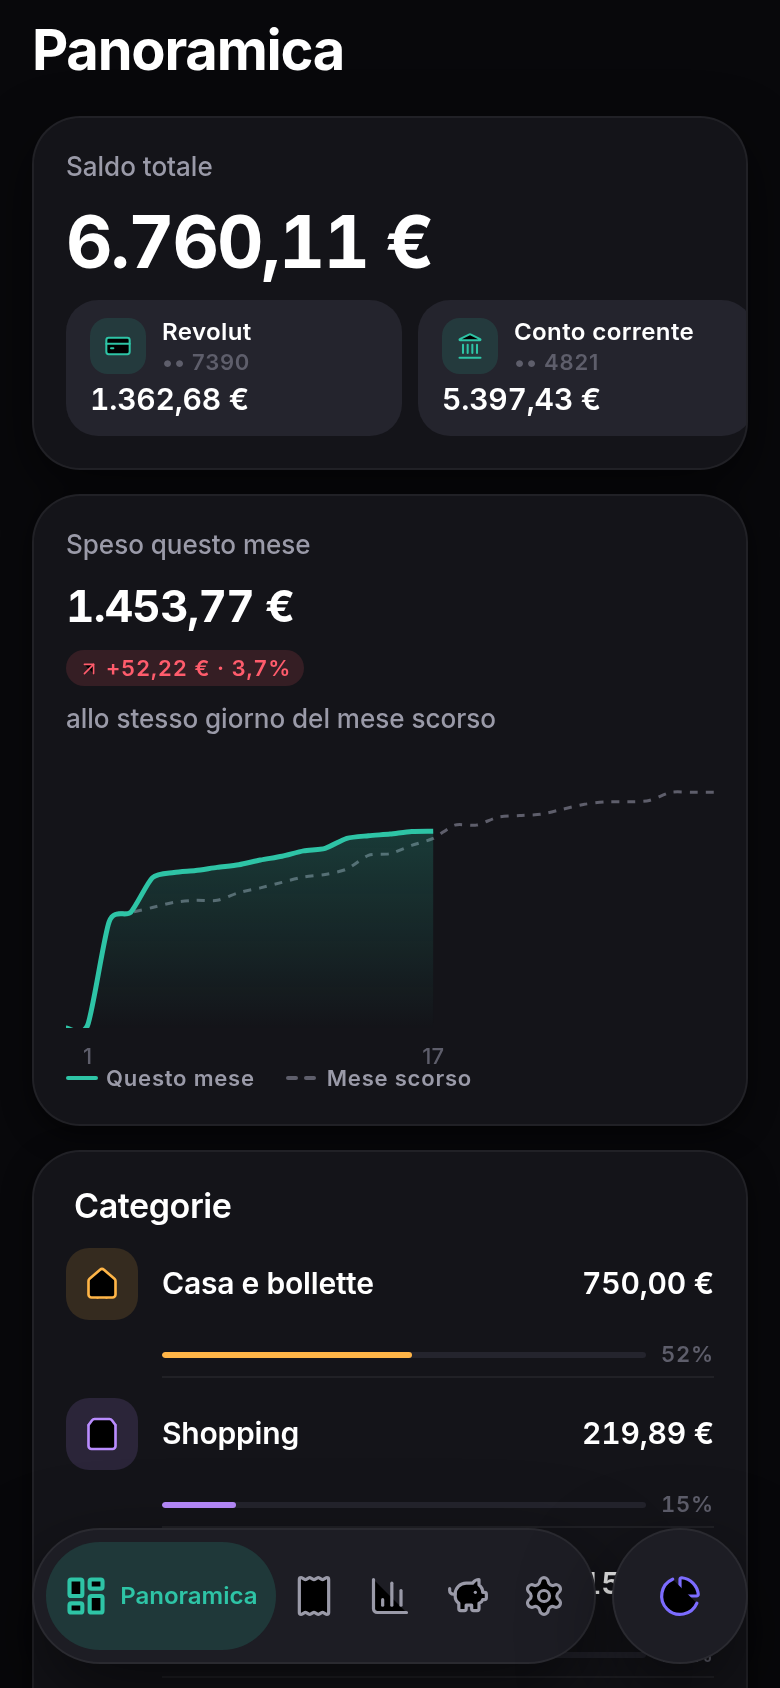 Panoramica
Saldo totale
6.760,11 €
Revolut
•• 7390
1.362,68 €
Conto corrente
•• 4821
5.397,43 €
Speso questo mese
1.453,77 €
+52,22 € · 3,7%
allo stesso giorno del mese scorso
1 17
Questo mese Mese scorso
Categorie
Casa e bollette 750,00 €
52%
Shopping 219,89 €
15%
Panoramica